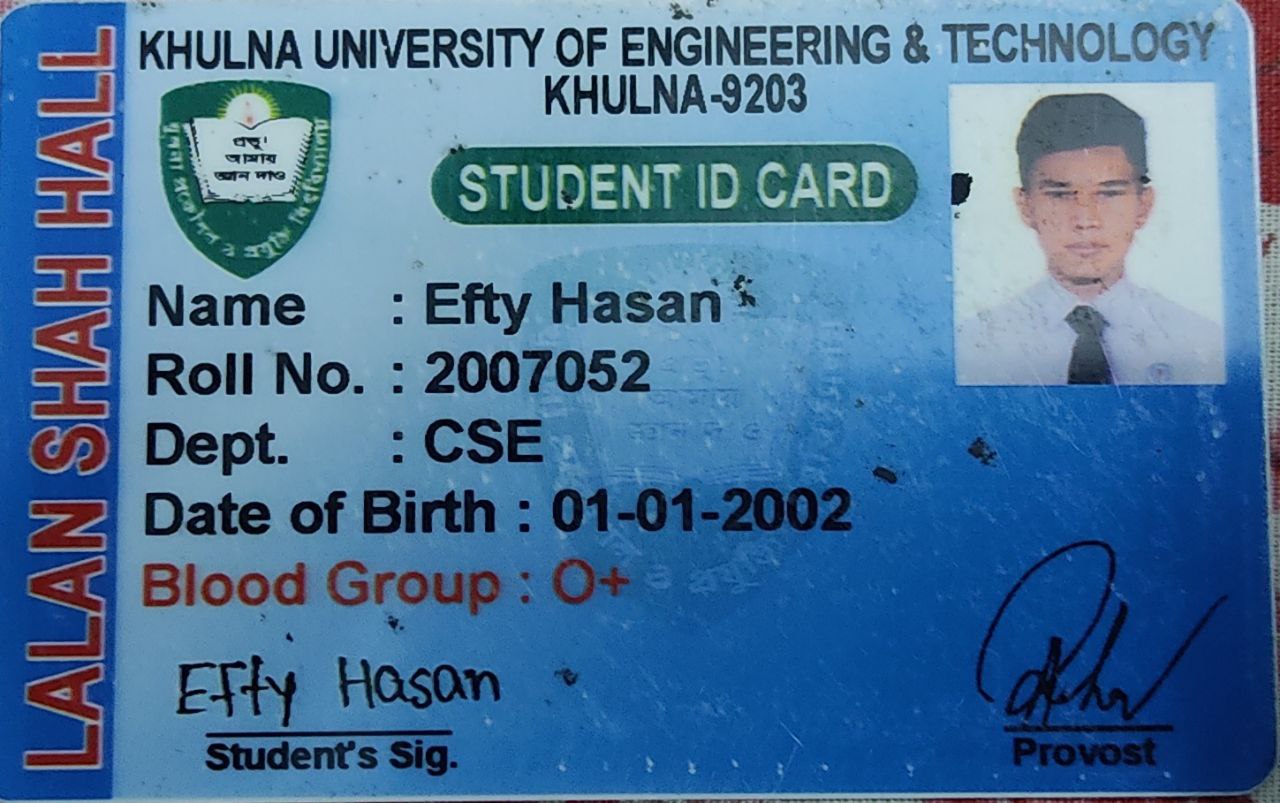 KHULNA UNIVERSITY OF ENGINEERING & TECHNOLOGY
KHULNA-9203
LALAN SHAH HALL
প্রভু!
আমায়
জ্ঞান দাও
STUDENT ID CARD
Name : Efty Hasan
Roll No. : 2007052
Dept. : CSE
Date of Birth : 01-01-2002
Blood Group : O+
Efty Hasan
Student's Sig.
Provost